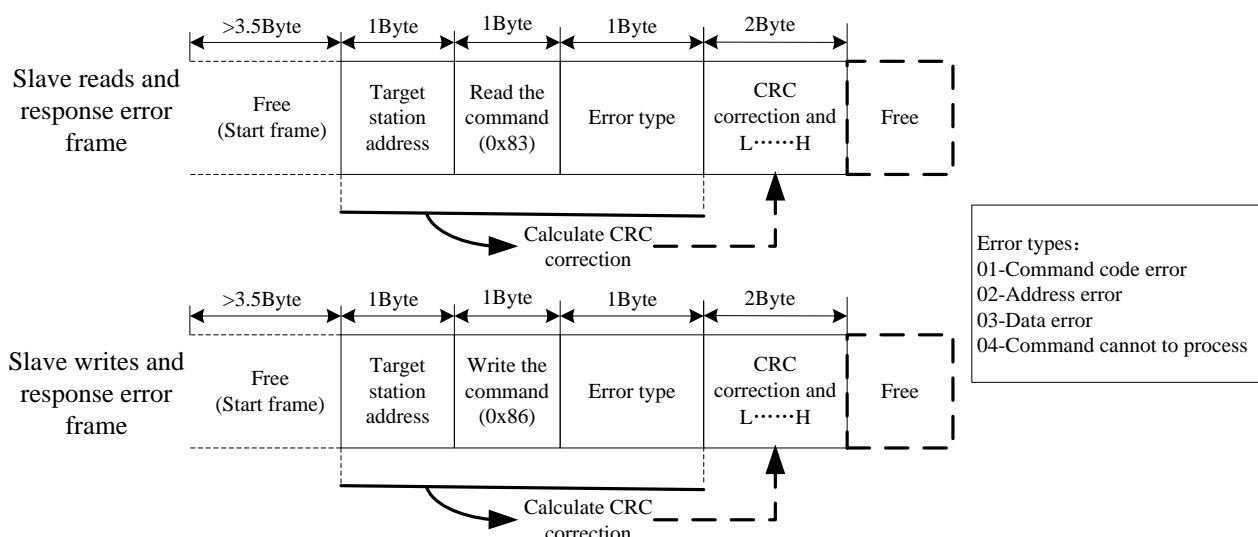 >3.5Byte
1Byte
1Byte
1Byte
2Byte
Slave reads and
response error
frame
Free
(Start frame)
Target
station
address
Read the
command
(0x83)
Error type
CRC
correction and
L⋯⋯H
Free
Calculate CRC
correction
>3.5Byte
1Byte
1Byte
1Byte
2Byte
Slave writes and
response error
frame
Free
(Start frame)
Target
station
address
Write the
command
(0x86)
Error type
CRC
correction and
L⋯⋯H
Free
Calculate CRC
correction
Error types：
01-Command code error
02-Address error
03-Data error
04-Command cannot to process